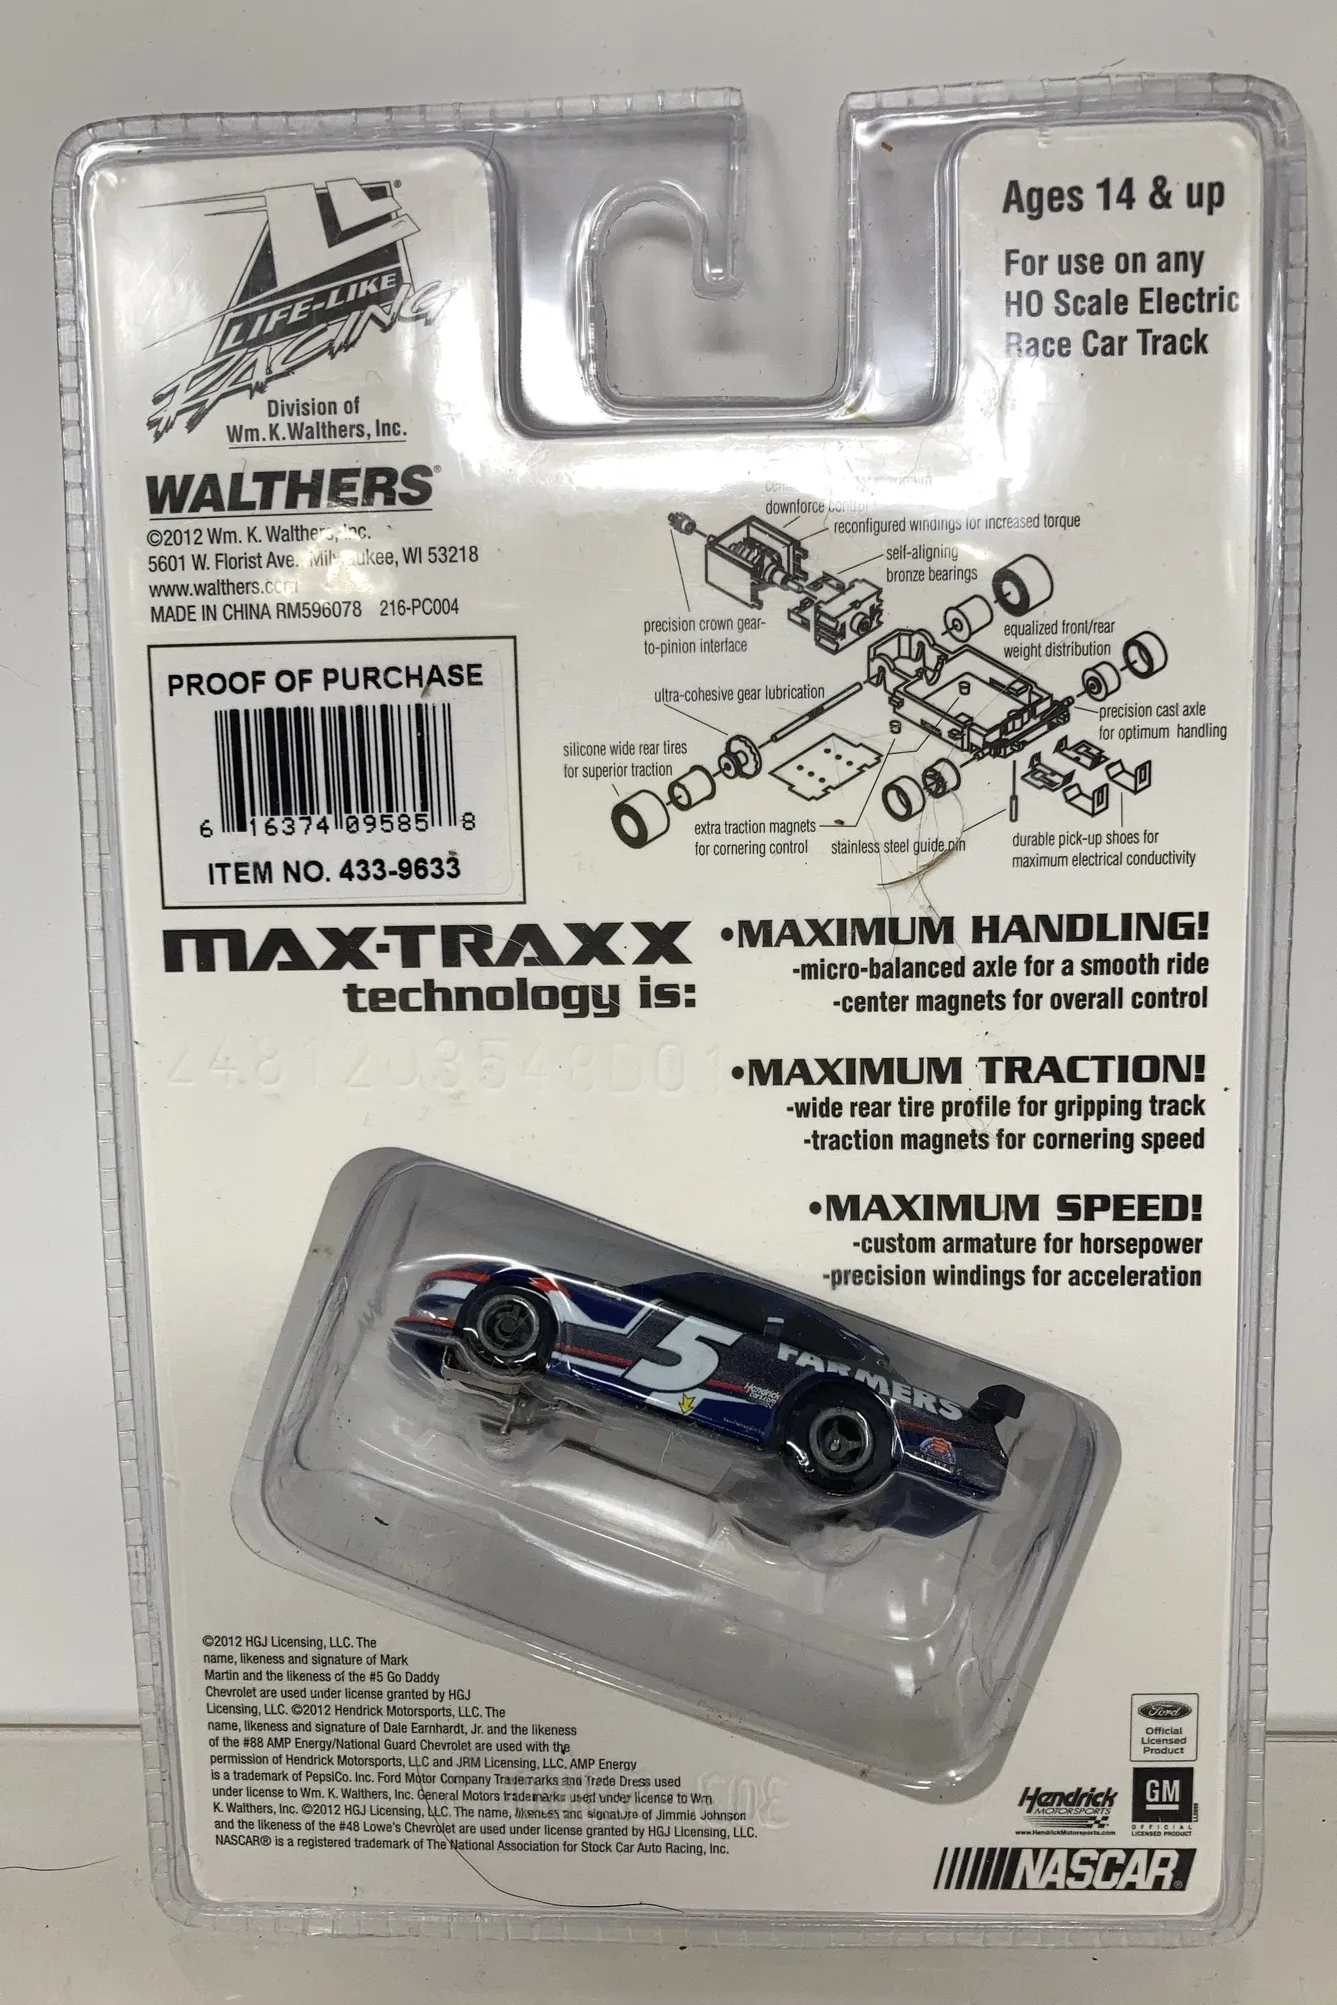 LIFE-LIKE
RACING
Division of
Wm. K. Walthers, Inc.
WALTHERS®
©2012 Wm. K. Walthers, Inc.
5601 W. Florist Ave. Milwaukee, WI 53218
www.walthers.com
MADE IN CHINA RM596078 216-PC004
PROOF OF PURCHASE
6 16374 09585 8
ITEM NO. 433-9633
Ages 14 & up
For use on any
HO Scale Electric
Race Car Track
maximum
downforce control
reconfigured windings for increased torque
self-aligning
bronze bearings
precision crown gear-
to-pinion interface
equalized front/rear
weight distribution
ultra-cohesive gear lubrication
precision cast axle
for optimum handling
silicone wide rear tires
for superior traction
extra traction magnets
for cornering control
stainless steel guide pin
durable pick-up shoes for
maximum electrical conductivity
MAX-TRAXX
technology is:
•MAXIMUM HANDLING!
-micro-balanced axle for a smooth ride
-center magnets for overall control
•MAXIMUM TRACTION!
-wide rear tire profile for gripping track
-traction magnets for cornering speed
•MAXIMUM SPEED!
-custom armature for horsepower
-precision windings for acceleration
5
FARMERS
Hendrick
©2012 HGJ Licensing, LLC. The
name, likeness and signature of Mark
Martin and the likeness of the #5 Go Daddy
Chevrolet are used under license granted by HGJ
Licensing, LLC. ©2012 Hendrick Motorsports, LLC. The
name, likeness and signature of Dale Earnhardt, Jr. and the likeness
of the #88 AMP Energy/National Guard Chevrolet are used with the
permission of Hendrick Motorsports, LLC and JRM Licensing, LLC. AMP Energy
is a trademark of PepsiCo. Inc. Ford Motor Company Trademarks and Trade Dress used
under license to Wm. K. Walthers, Inc. General Motors trademarks used under license to Wm.
K. Walthers, Inc. ©2012 HGJ Licensing, LLC. The name, likeness and signature of Jimmie Johnson
and the likeness of the #48 Lowe's Chevrolet are used under license granted by HGJ Licensing, LLC.
NASCAR® is a registered trademark of The National Association for Stock Car Auto Racing, Inc.
Ford
Official
Licensed
Product
Hendrick
MOTORSPORTS
www.HendrickMotorsports.com
GM
OFFICIAL
LICENSED PRODUCT
NASCAR®